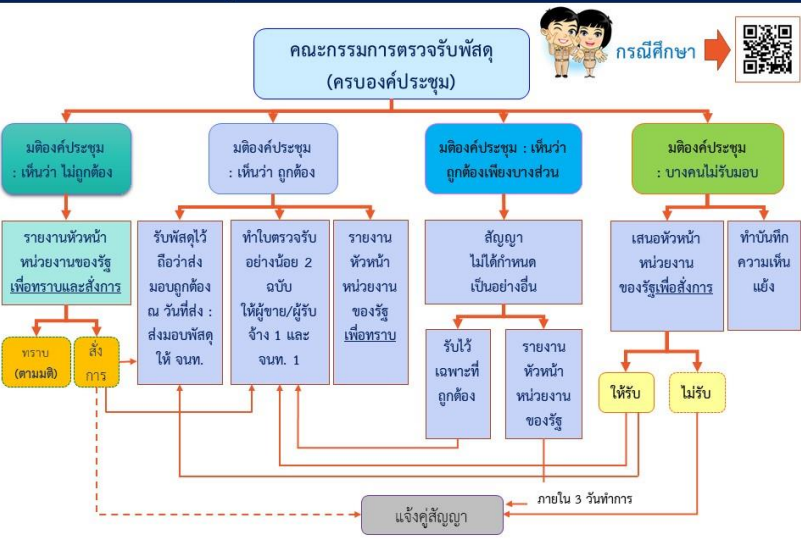 คณะกรรมการตรวจรับพัสดุ
(ครบองค์ประชุม)
กรณีศึกษา
มติองค์ประชุม
: เห็นว่า ไม่ถูกต้อง
มติองค์ประชุม
: เห็นว่า ถูกต้อง
มติองค์ประชุม : เห็นว่า
ถูกต้องเพียงบางส่วน
มติองค์ประชุม
: บางคนไม่รับมอบ
รายงานหัวหน้า
หน่วยงานของรัฐ
เพื่อทราบและสั่งการ
รับพัสดุไว้
ถือว่าส่ง
มอบถูกต้อง
ณ วันที่ส่ง :
ส่งมอบพัสดุ
ให้ จนท.
ทำใบตรวจรับ
อย่างน้อย 2
ฉบับ
ให้ผู้ขาย/ผู้รับ
จ้าง 1 และ
จนท. 1
รายงาน
หัวหน้า
หน่วยงาน
ของรัฐ
เพื่อทราบ
สัญญา
ไม่ได้กำหนด
เป็นอย่างอื่น
เสนอหัวหน้า
หน่วยงาน
ของรัฐเพื่อสั่งการ
ทำบันทึก
ความเห็น
แย้ง
ทราบ
(ตามมติ)
สั่ง
การ
รับไว้
เฉพาะที่
ถูกต้อง
รายงาน
หัวหน้า
หน่วยงาน
ของรัฐ
ให้รับ
ไม่รับ
ภายใน 3 วันทำการ
แจ้งคู่สัญญา